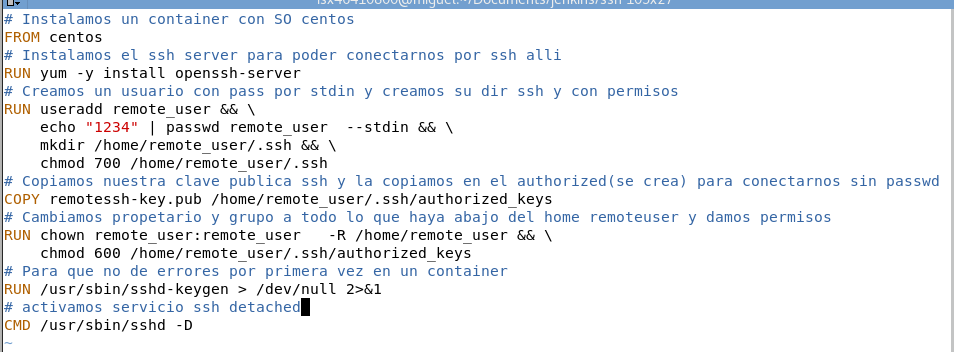 # Instalamos un container con SO centos
FROM centos
# Instalamos el ssh server para poder conectarnos por ssh alli
RUN yum -y install openssh-server
# Creamos un usuario con pass por stdin y creamos su dir ssh y con permisos
RUN useradd remote_user && \
    echo "1234" | passwd remote_user  --stdin && \
    mkdir /home/remote_user/.ssh && \
    chmod 700 /home/remote_user/.ssh
# Copiamos nuestra clave publica ssh y la copiamos en el authorized(se crea) para conectarnos sin passwd
COPY remotessh-key.pub /home/remote_user/.ssh/authorized_keys
# Cambiamos propetario y grupo a todo lo que haya abajo del home remoteuser y damos permisos
RUN chown remote_user:remote_user   -R /home/remote_user && \
    chmod 600 /home/remote_user/.ssh/authorized_keys
# Para que no de errores por primera vez en un container
RUN /usr/sbin/sshd-keygen > /dev/null 2>&1
# activamos servicio ssh detached
CMD /usr/sbin/sshd -D
~